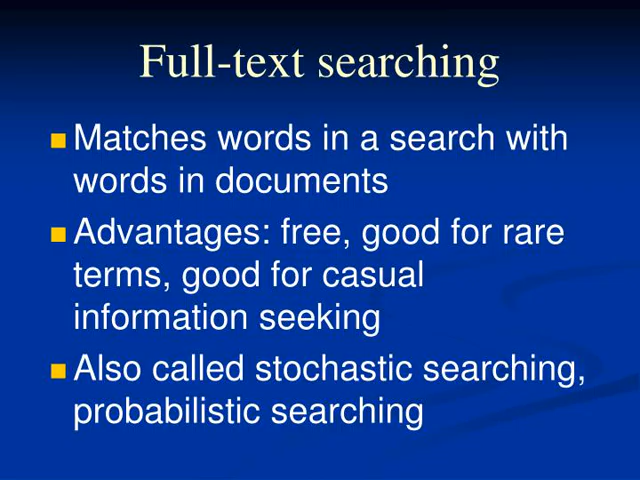 Full-text searching
Matches words in a search with
words in documents
Advantages: free, good for rare
terms, good for casual
information seeking
Also called stochastic searching,
probabilistic searching